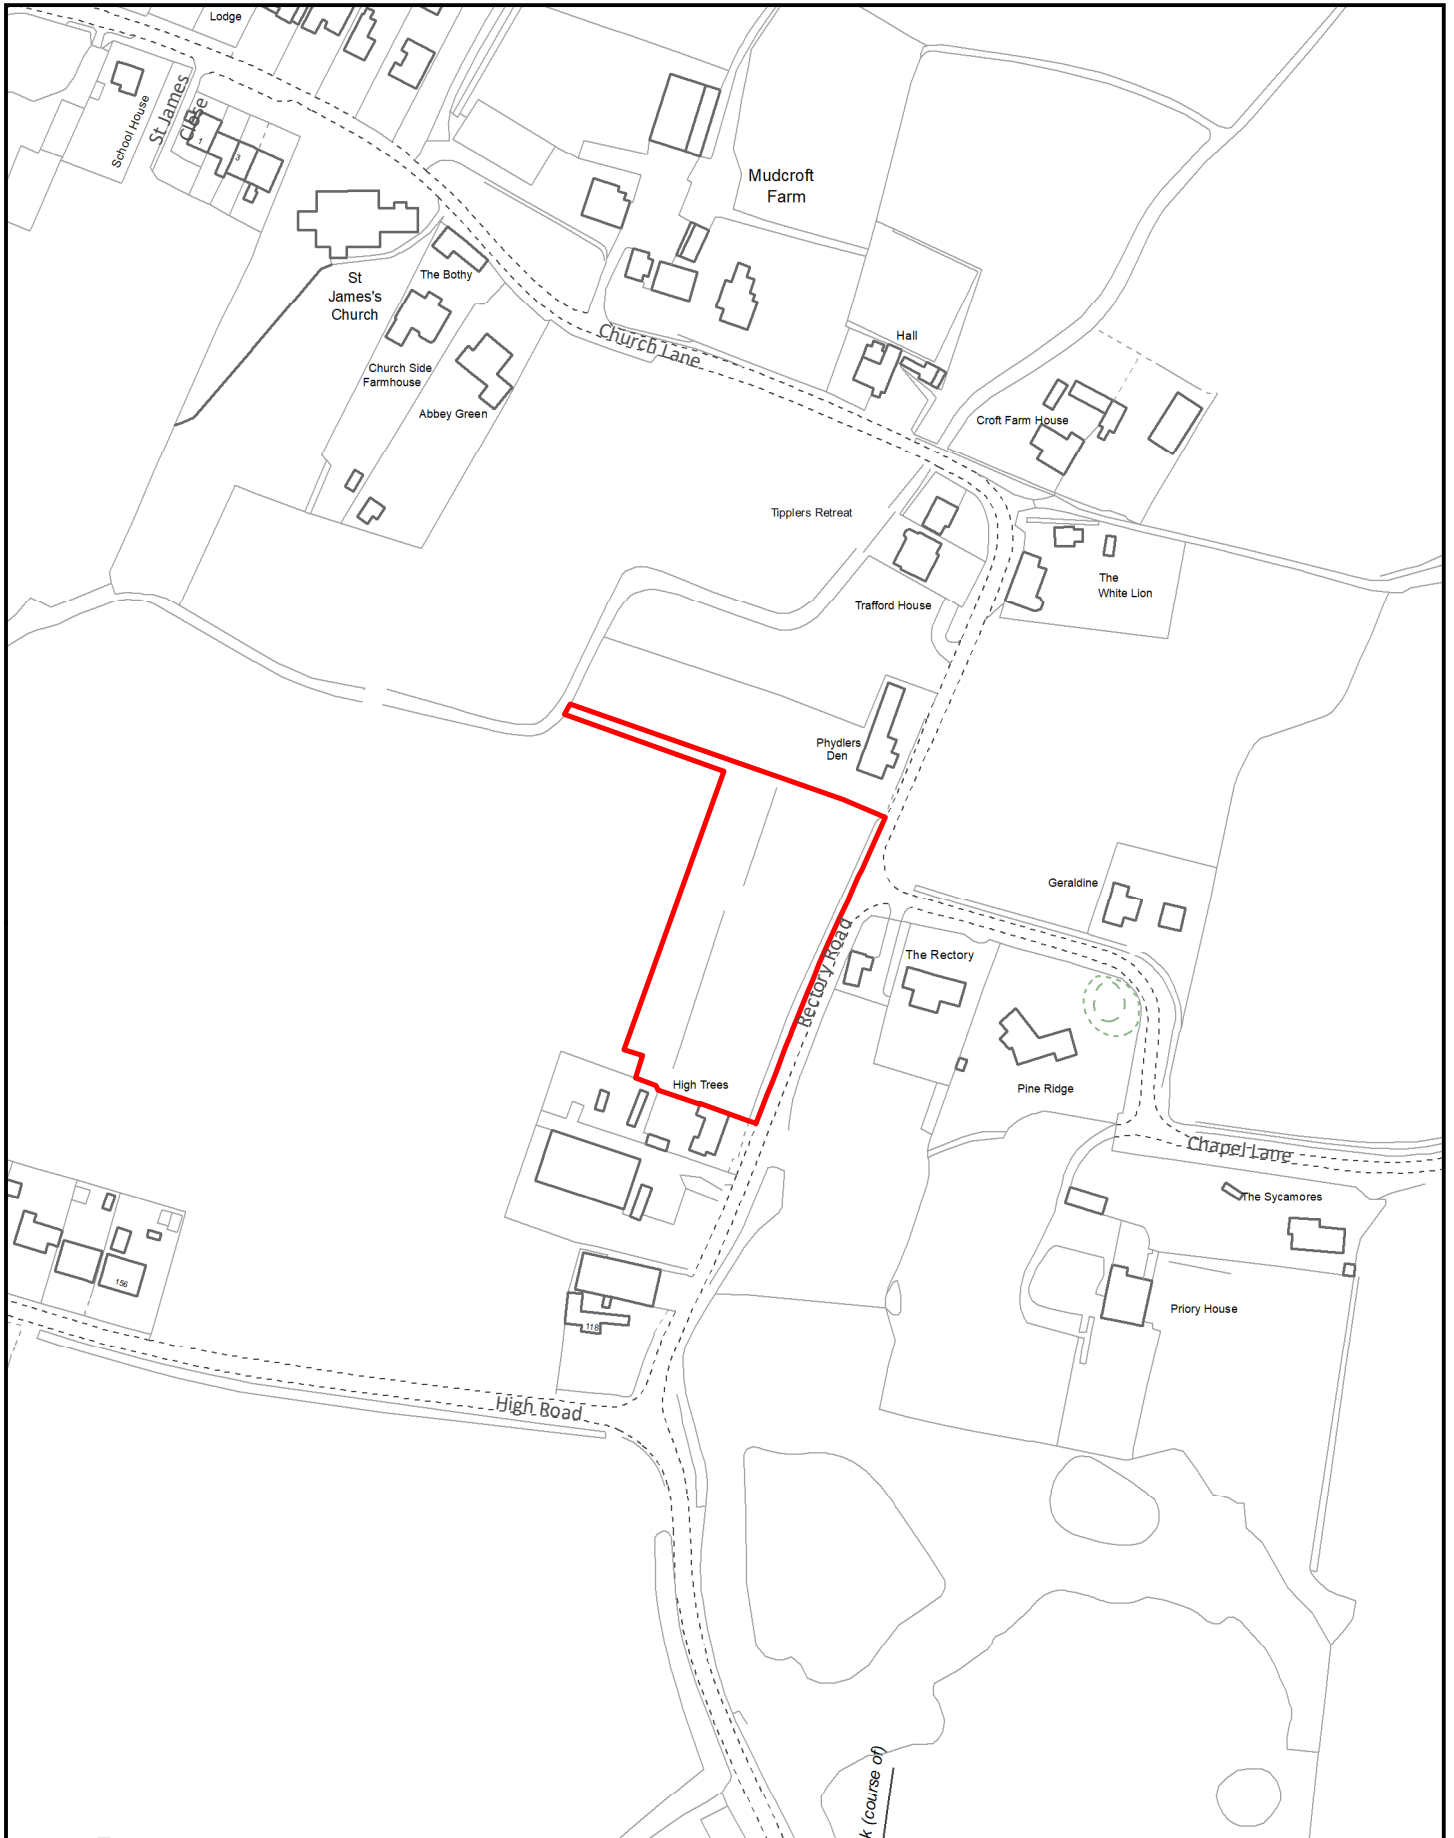 Lodge
School House
St James
Close
1
3
Mudcroft
Farm
St
James's
Church
The Bothy
Church Side
Farmhouse
Abbey Green
Church Lane
Hall
Croft Farm House
Tipplers Retreat
Trafford House
The
White Lion
Phydlers
Den
Geraldine
The Rectory
Rectory Road
Pine Ridge
High Trees
Chapel Lane
The Sycamores
Priory House
156
118
High Road
k (course of)